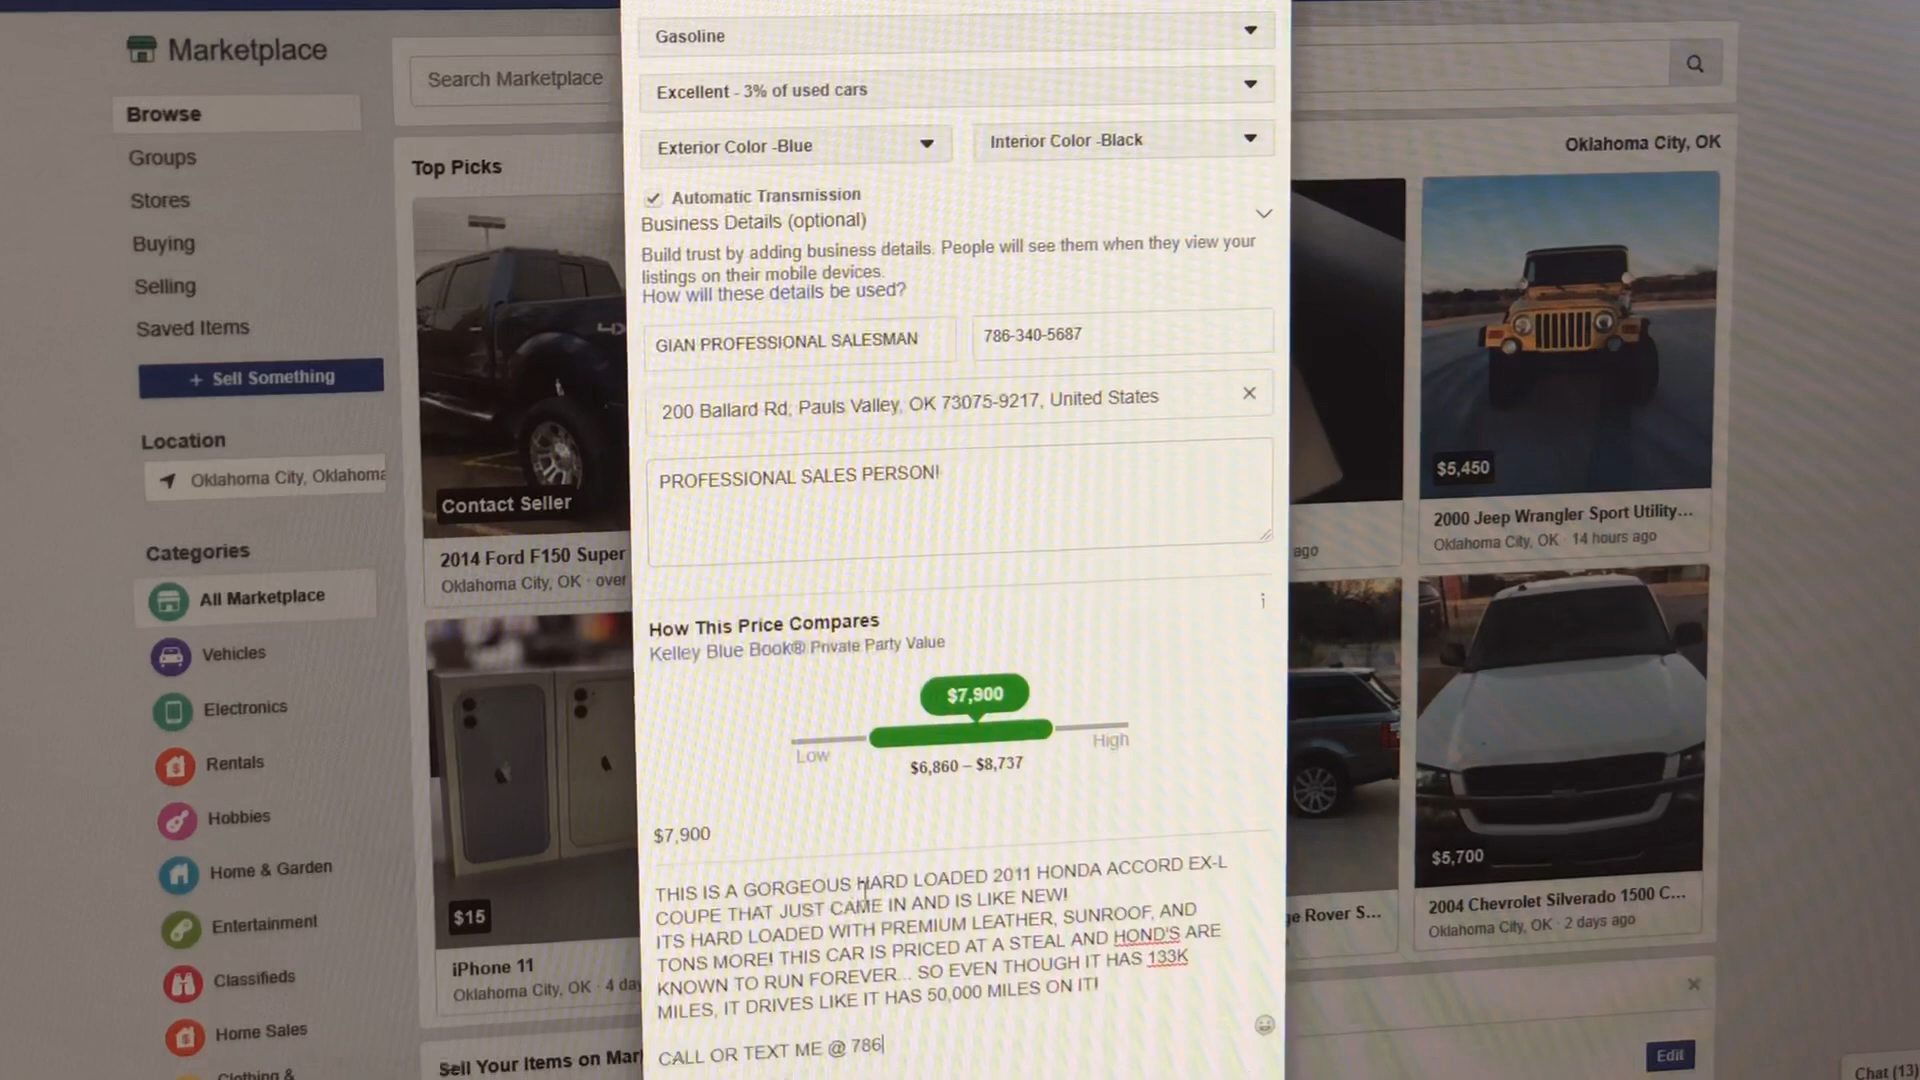 Marketplace
Browse
Groups
Stores
Buying
Selling
Saved Items
+ Sell Something
Location
Oklahoma City, Oklahoma
Categories
All Marketplace
Vehicles
Electronics
Rentals
Hobbies
Home & Garden
Entertainment
Classifieds
Home Sales
Clothing &
Search Marketplace
Top Picks
Oklahoma City, OK
Contact Seller
2014 Ford F150 Super
Oklahoma City, OK · over
$15
iPhone 11
Oklahoma City, OK · 4 day
Sell Your Items on Mar
Gasoline
Excellent - 3% of used cars
Exterior Color -Blue
Interior Color -Black
Automatic Transmission
Business Details (optional)
Build trust by adding business details. People will see them when they view your
listings on their mobile devices.
How will these details be used?
GIAN PROFESSIONAL SALESMAN
786-340-5687
200 Ballard Rd, Pauls Valley, OK 73075-9217, United States
PROFESSIONAL SALES PERSON!
How This Price Compares
Kelley Blue Book® Private Party Value
$7,900
Low
High
$6,860 – $8,737
$7,900
THIS IS A GORGEOUS HARD LOADED 2011 HONDA ACCORD EX-L
COUPE THAT JUST CAME IN AND IS LIKE NEW!
ITS HARD LOADED WITH PREMIUM LEATHER, SUNROOF, AND
TONS MORE! THIS CAR IS PRICED AT A STEAL AND HOND'S ARE
KNOWN TO RUN FOREVER... SO EVEN THOUGH IT HAS 133K
MILES, IT DRIVES LIKE IT HAS 50,000 MILES ON IT!
CALL OR TEXT ME @ 786
ago
$5,450
2000 Jeep Wrangler Sport Utility...
Oklahoma City, OK · 14 hours ago
ge Rover S...
$5,700
2004 Chevrolet Silverado 1500 C...
Oklahoma City, OK · 2 days ago
Edit
Chat (13)